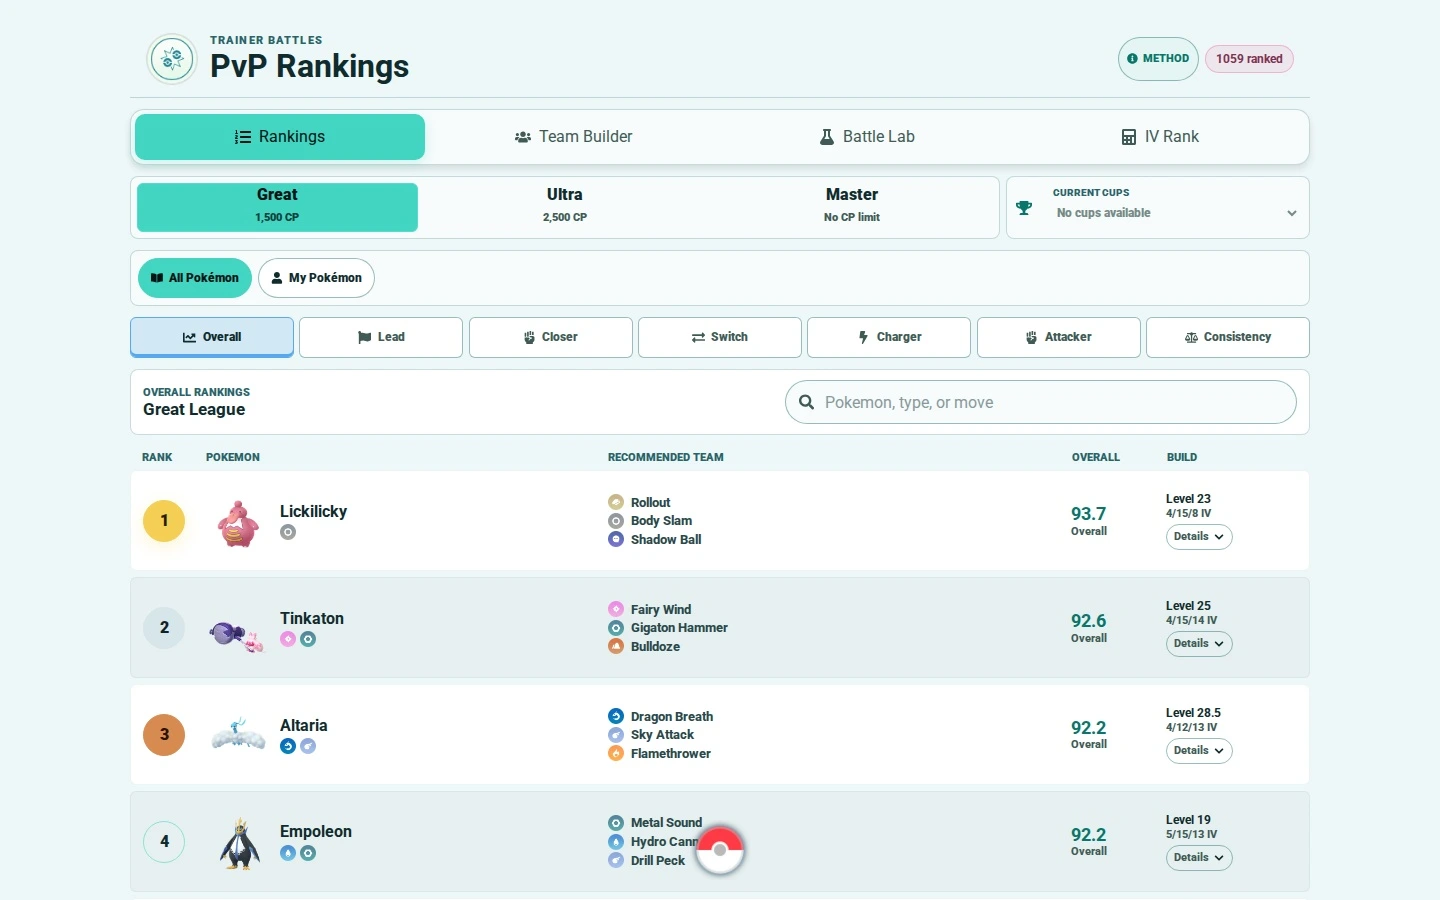 TRAINER BATTLES
PvP Rankings
METHOD
1059 ranked
Rankings
Team Builder
Battle Lab
IV Rank
Great
1,500 CP
Ultra
2,500 CP
Master
No CP limit
CURRENT CUPS
No cups available
All Pokémon
My Pokémon
Overall
Lead
Closer
Switch
Charger
Attacker
Consistency
OVERALL RANKINGS
Great League
Pokemon, type, or move
RANK
POKEMON
RECOMMENDED TEAM
OVERALL
BUILD
1
Lickilicky
Rollout
Body Slam
Shadow Ball
93.7
Overall
Level 23
4/15/8 IV
Details
2
Tinkaton
Fairy Wind
Gigaton Hammer
Bulldoze
92.6
Overall
Level 25
4/15/14 IV
Details
3
Altaria
Dragon Breath
Sky Attack
Flamethrower
92.2
Overall
Level 28.5
4/12/13 IV
Details
4
Empoleon
Metal Sound
Hydro Cann
Drill Peck
92.2
Overall
Level 19
5/15/13 IV
Details